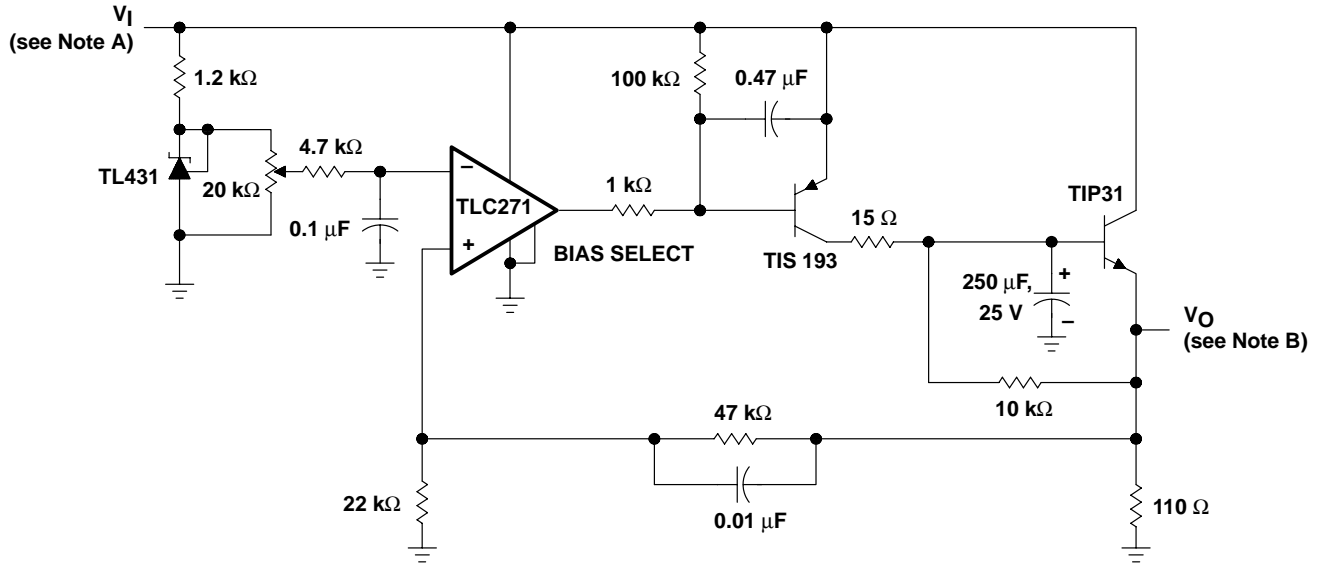 VI
(see Note A)
1.2 kΩ
TL431
20 kΩ
4.7 kΩ
0.1 μF
−
TLC271
+
BIAS SELECT
1 kΩ
100 kΩ
0.47 μF
TIS 193
15 Ω
TIP31
250 μF,
25 V
+
−
VO
(see Note B)
10 kΩ
47 kΩ
0.01 μF
22 kΩ
110 Ω